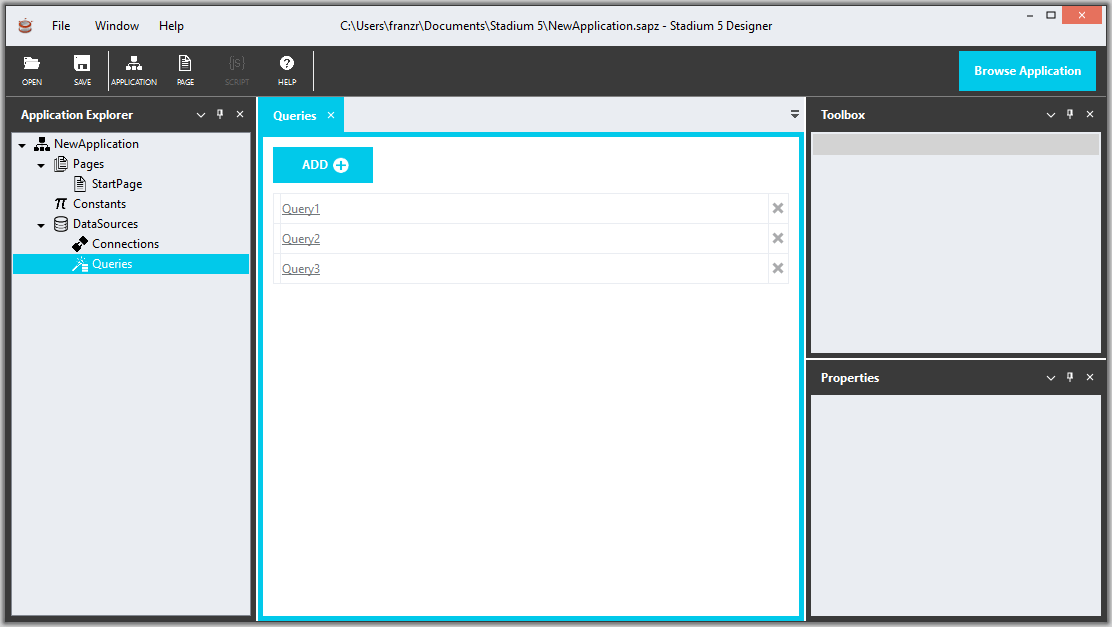 File Window Help C:\Users\franzr\Documents\Stadium 5\NewApplication.sapz - Stadium 5 Designer
OPEN SAVE APPLICATION PAGE {JS} SCRIPT ? HELP Browse Application
Application Explorer
NewApplication
Pages
StartPage
π Constants
DataSources
Connections
Queries
Queries
ADD
Query1
Query2
Query3
Toolbox
Properties